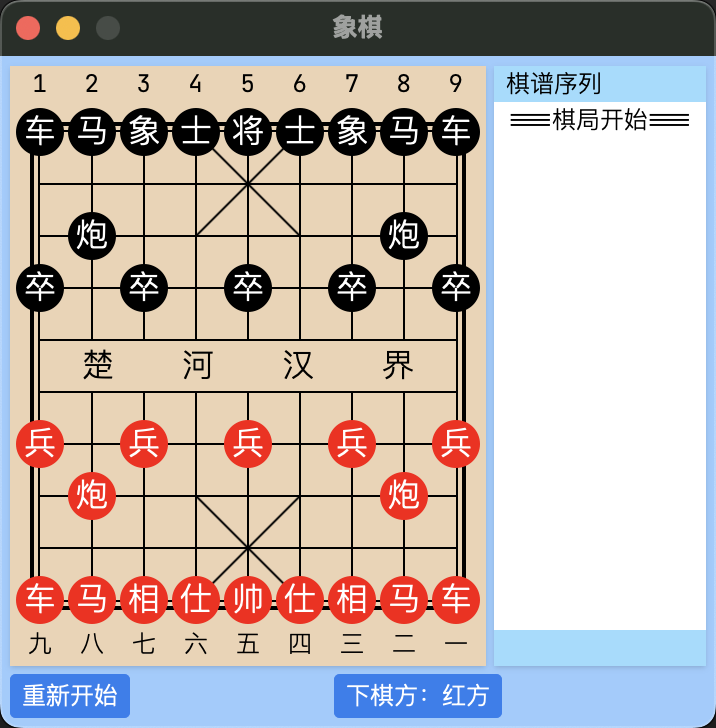 象棋
1 2 3 4 5 6 7 8 9
棋谱序列
═══棋局开始═══
车 马 象 士 将 士 象 马 车
炮 炮
卒 卒 卒 卒 卒
楚 河 汉 界
兵 兵 兵 兵 兵
炮 炮
车 马 相 仕 帅 仕 相 马 车
九 八 七 六 五 四 三 二 一
重新开始
下棋方：红方